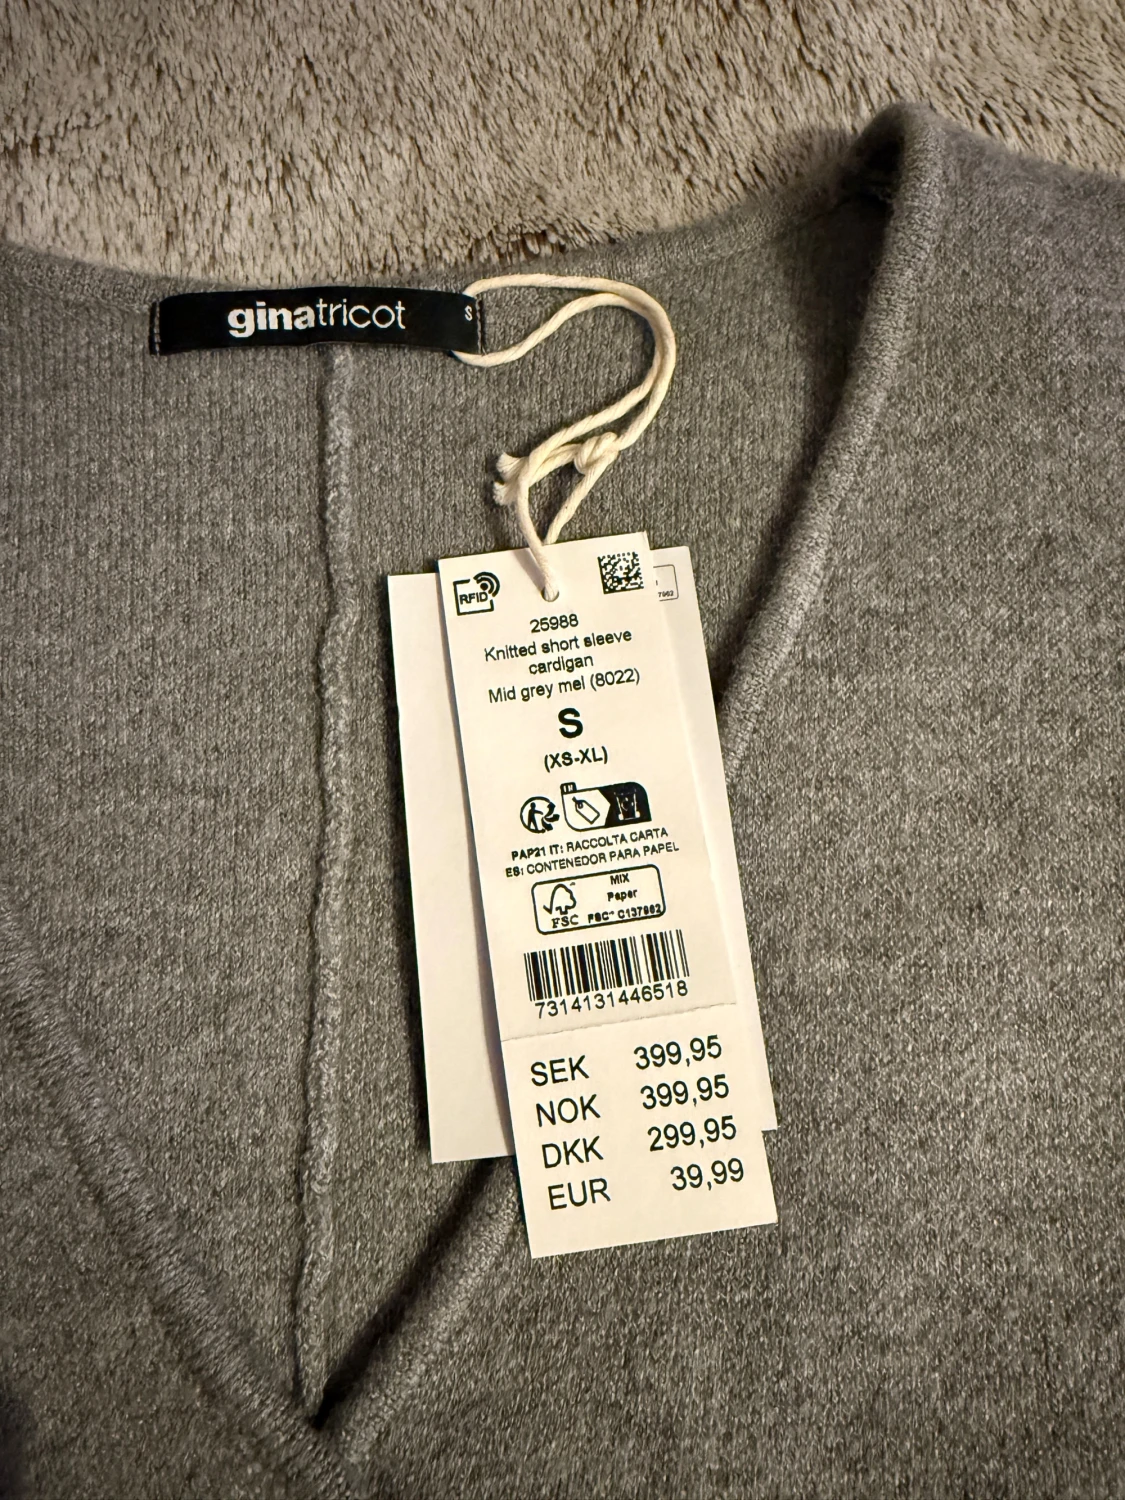 ginatricot
S
RFID
25988
Knitted short sleeve
cardigan
Mid grey mel (8022)
S
(XS-XL)
PAP21 IT: RACCOLTA CARTA
ES: CONTENEDOR PARA PAPEL
MIX
Paper
FSC FSC™ C137962
7314131446518
SEK 399,95
NOK 399,95
DKK 299,95
EUR 39,99